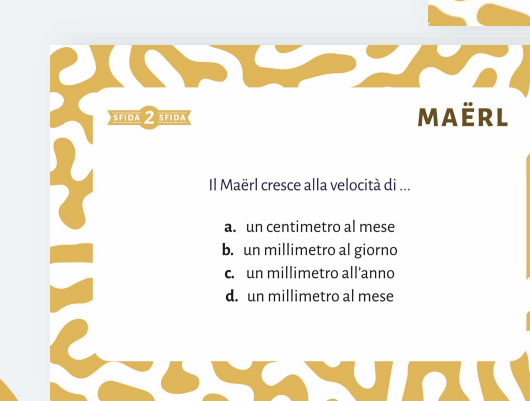 SFIDA 2 SFIDA
MAËRL
Il Maërl cresce alla velocità di ...
a. un centimetro al mese
b. un millimetro al giorno
c. un millimetro all'anno
d. un millimetro al mese